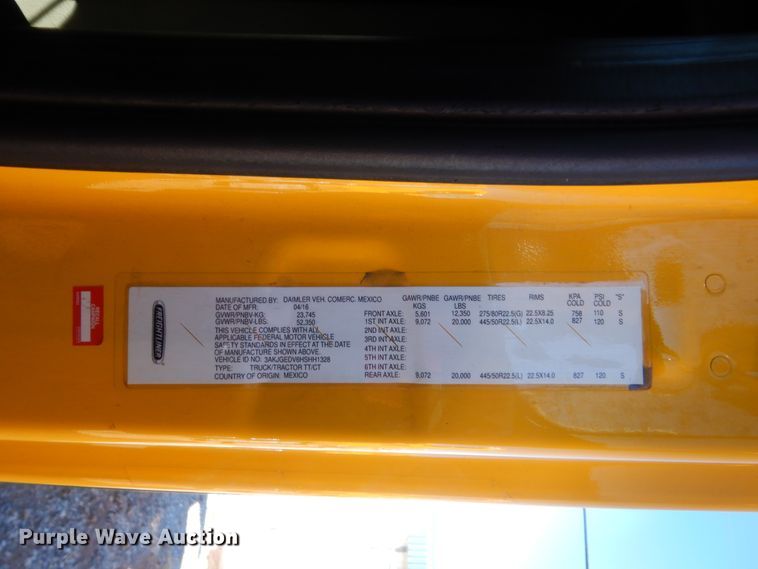 RECALL
CAMPAIGN
FREIGHTLINER
MANUFACTURED BY: DAIMLER VEH. COMERC. MEXICO
DATE OF MFR: 04/16
GVWR/PNBV-KG: 23,745
GVWR/PNBV-LBS: 52,350
THIS VEHICLE COMPLIES WITH ALL
APPLICABLE FEDERAL MOTOR VEHICLE
SAFETY STANDARDS IN EFFECT AT THE DATE
OF MANUFACTURE SHOWN ABOVE.
VEHICLE ID NO: 3AKJGEDV6HSHH1328
TYPE: TRUCK/TRACTOR TT/CT
COUNTRY OF ORIGIN: MEXICO
GAWR/PNBE KGS GAWR/PNBE LBS TIRES RIMS KPA COLD PSI COLD "S"
FRONT AXLE: 5,601 12,350 275/80R22.5(G) 22.5X8.25 758 110 S
1ST INT AXLE: 9,072 20,000 445/50R22.5(L) 22.5X14.0 827 120 S
2ND INT AXLE:
3RD INT AXLE:
4TH INT AXLE:
5TH INT AXLE:
6TH INT AXLE:
REAR AXLE: 9,072 20,000 445/50R22.5(L) 22.5X14.0 827 120 S
Purple Wave Auction